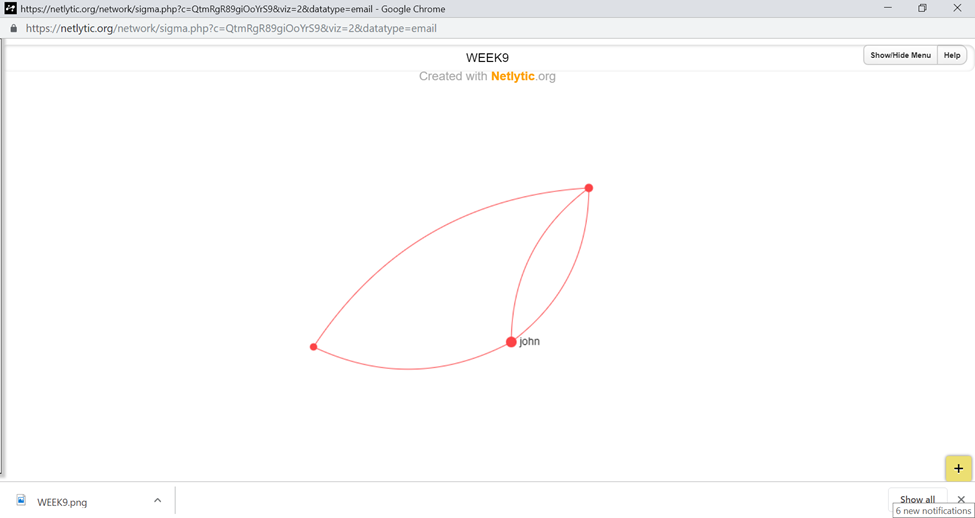 https://netlytic.org/network/sigma.php?c=QtmRgR89giOoYrS9&viz=2&datatype=email - Google Chrome
https://netlytic.org/network/sigma.php?c=QtmRgR89giOoYrS9&viz=2&datatype=email
WEEK9
Show/Hide Menu Help
Created with Netlytic.org
john
+
WEEK9.png
Show all
6 new notifications